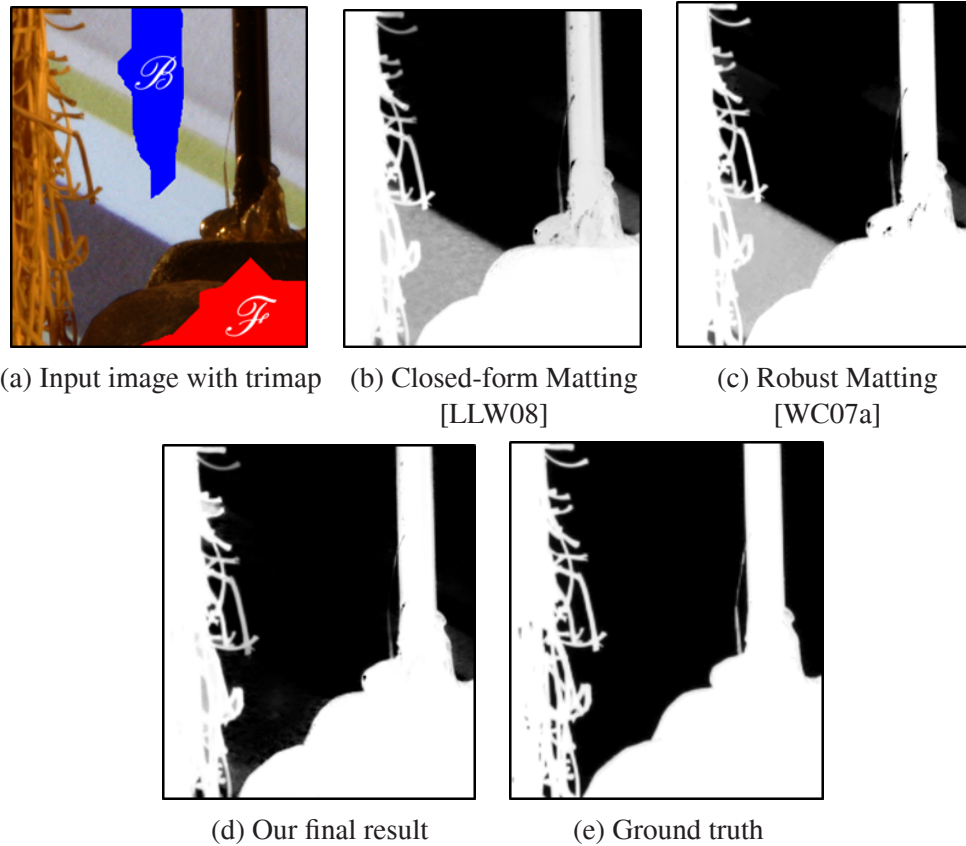 ℬ
ℱ
(a) Input image with trimap
(b) Closed-form Matting
[LLW08]
(c) Robust Matting
[WC07a]
(d) Our final result
(e) Ground truth